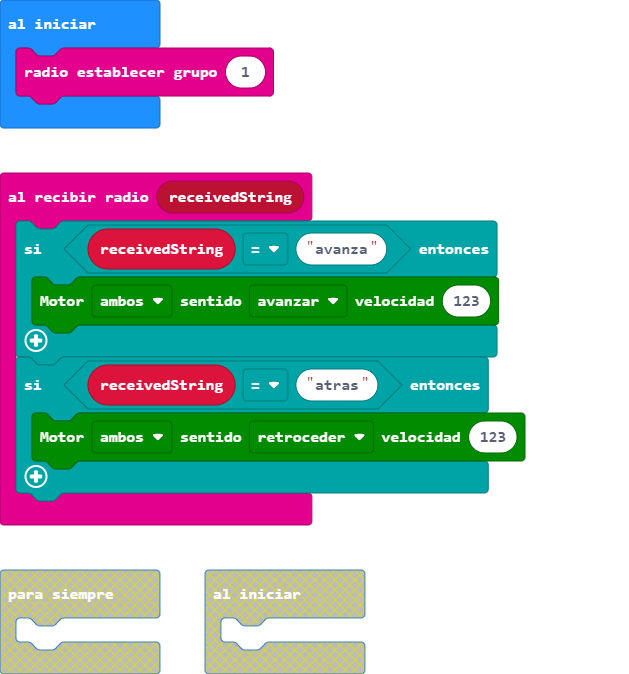 al iniciar
radio establecer grupo 1
al recibir radio receivedString
si receivedString = "avanza" entonces
Motor ambos sentido avanzar velocidad 123
si receivedString = "atras" entonces
Motor ambos sentido retroceder velocidad 123
para siempre al iniciar